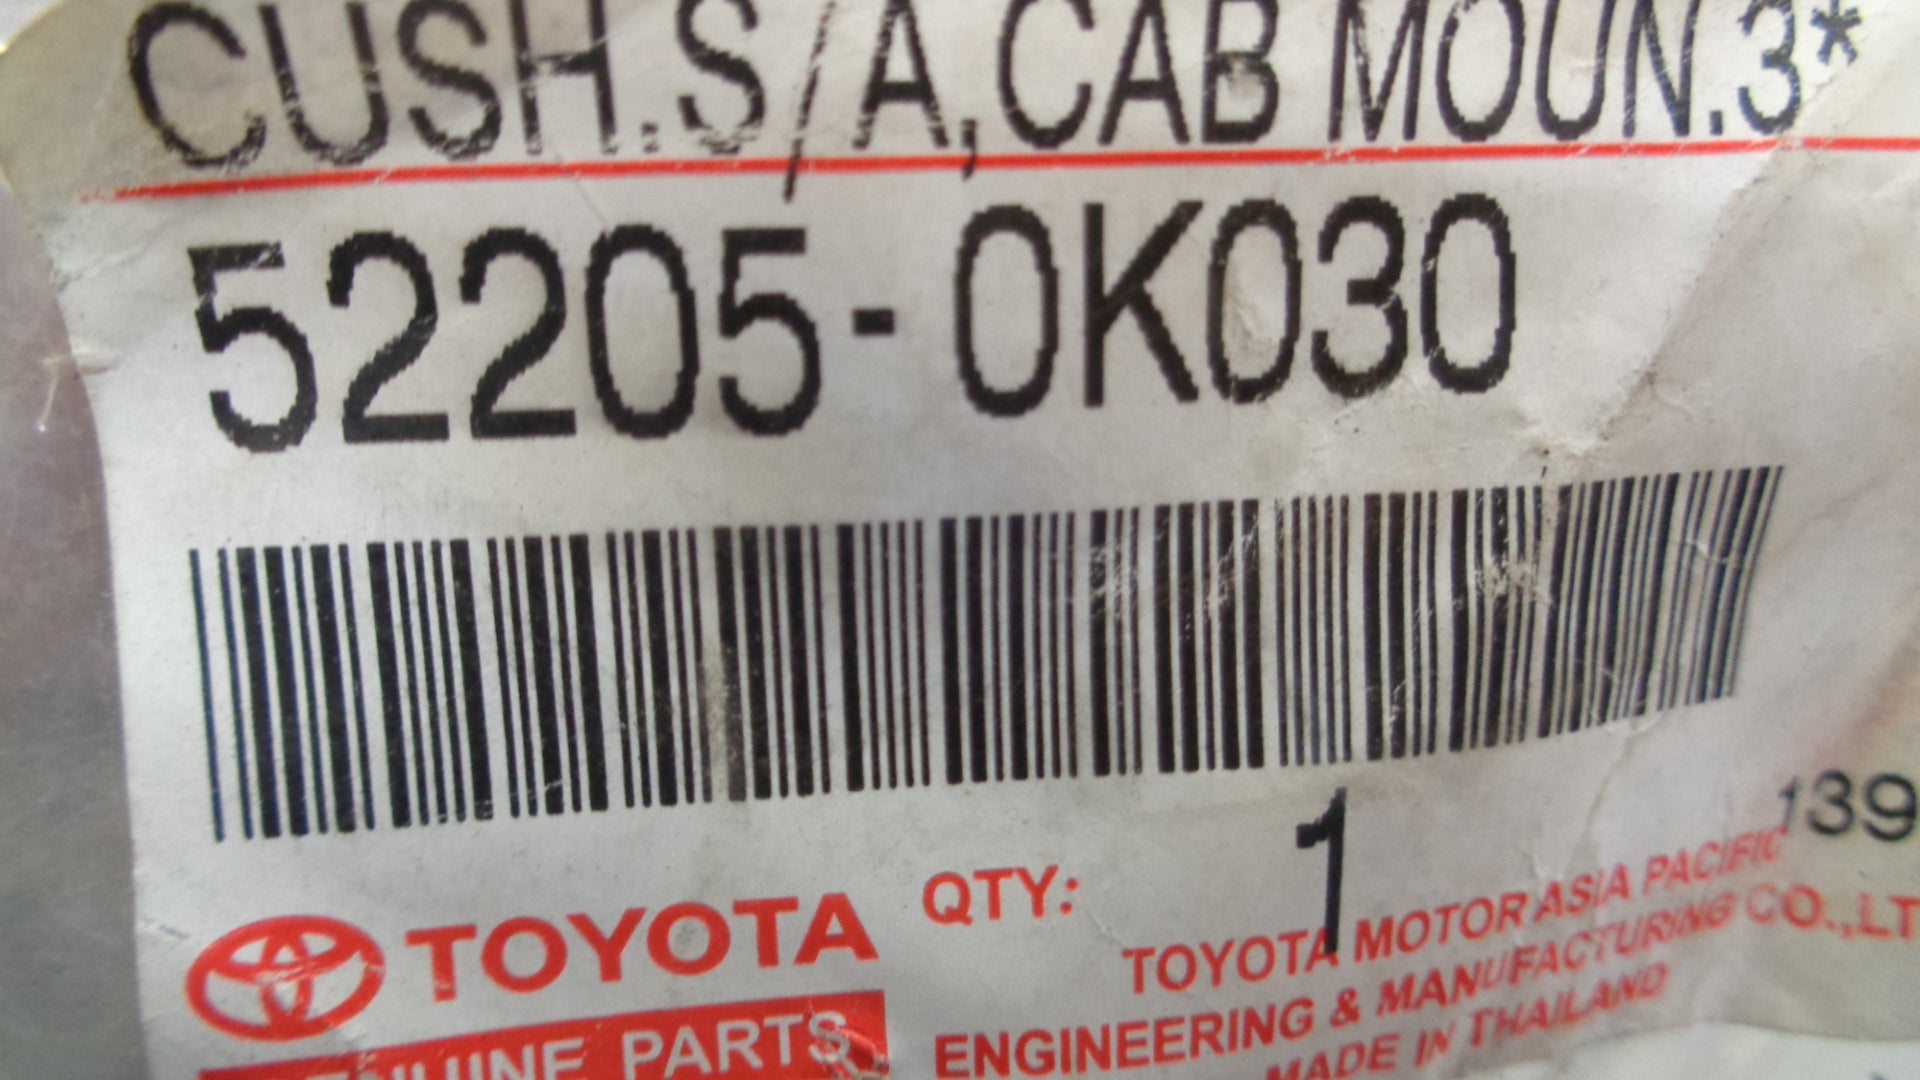 CUSH.S/A,CAB MOUN.3*
52205-0K030
139
QTY: 1
TOYOTA
GENUINE PARTS
TOYOTA MOTOR ASIA PACIFIC
ENGINEERING & MANUFACTURING CO.,LT
MADE IN THAILAND